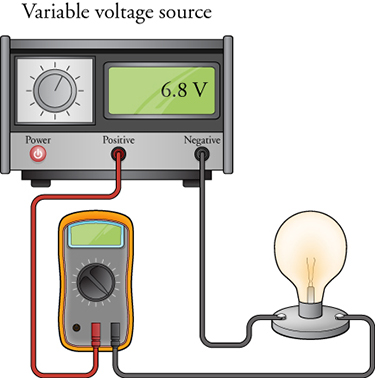 Variable voltage source
6.8 V
Power
Positive
Negative